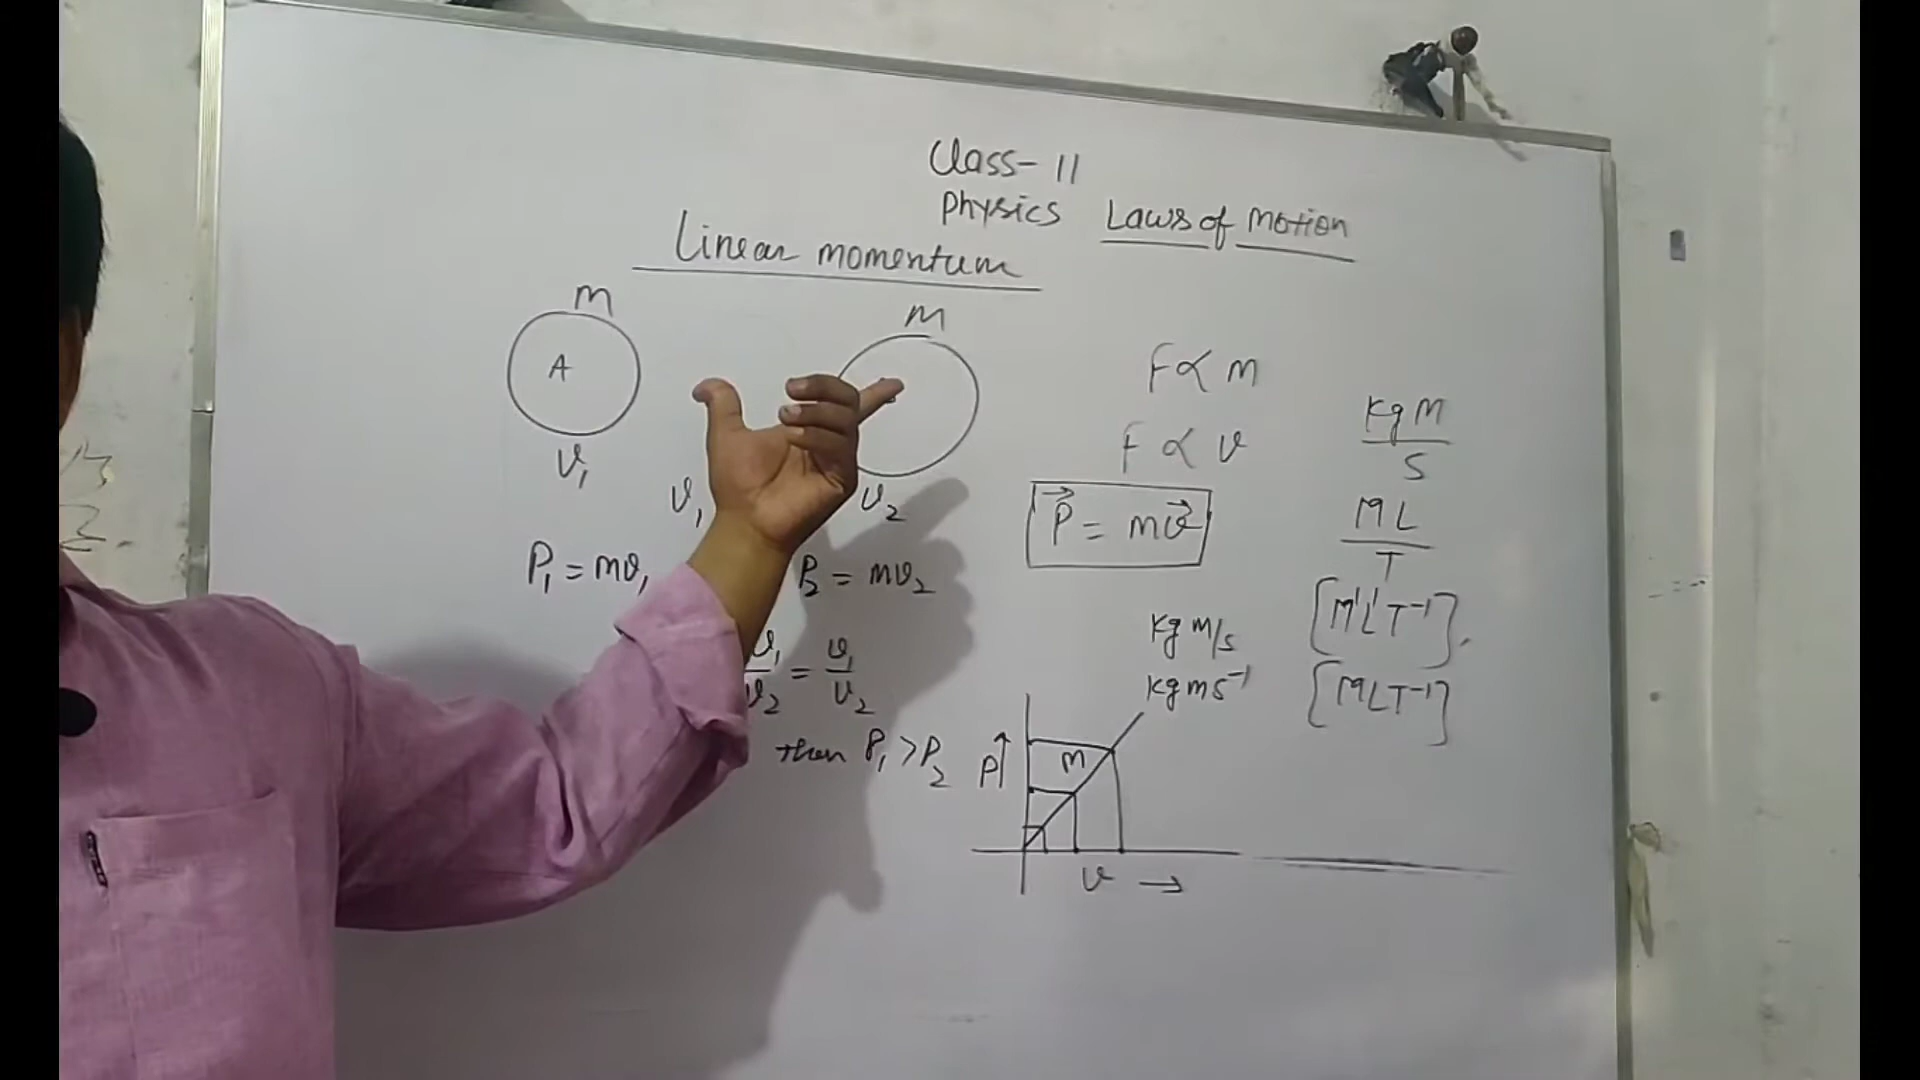 Class- 11
Physics Laws of Motion
Linear momentum
m
m
A
v₁
v₁
v₂
P₁ = mv₁
P₂ = mv₂
v₁/v₂ = v₁/v₂
then P₁ > P₂
F ∝ m
F ∝ v
P⃗ = mv⃗
kg m/s
kg m s⁻¹
P↑
m
v →
Kg M / S
ML / T
[M¹L¹T⁻¹],
[MLT⁻¹]